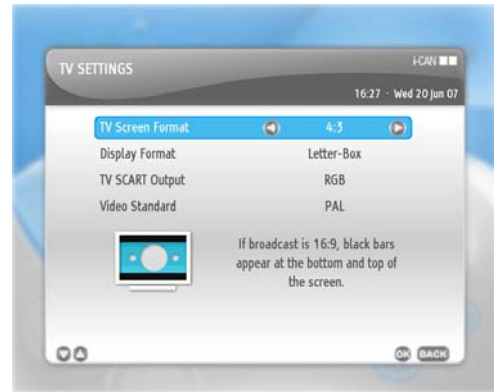 TV SETTINGS
i-CAN
16:27 · Wed 20 Jun 07
TV Screen Format 4:3
Display Format Letter-Box
TV SCART Output RGB
Video Standard PAL
If broadcast is 16:9, black bars
appear at the bottom and top of
the screen.
OK BACK